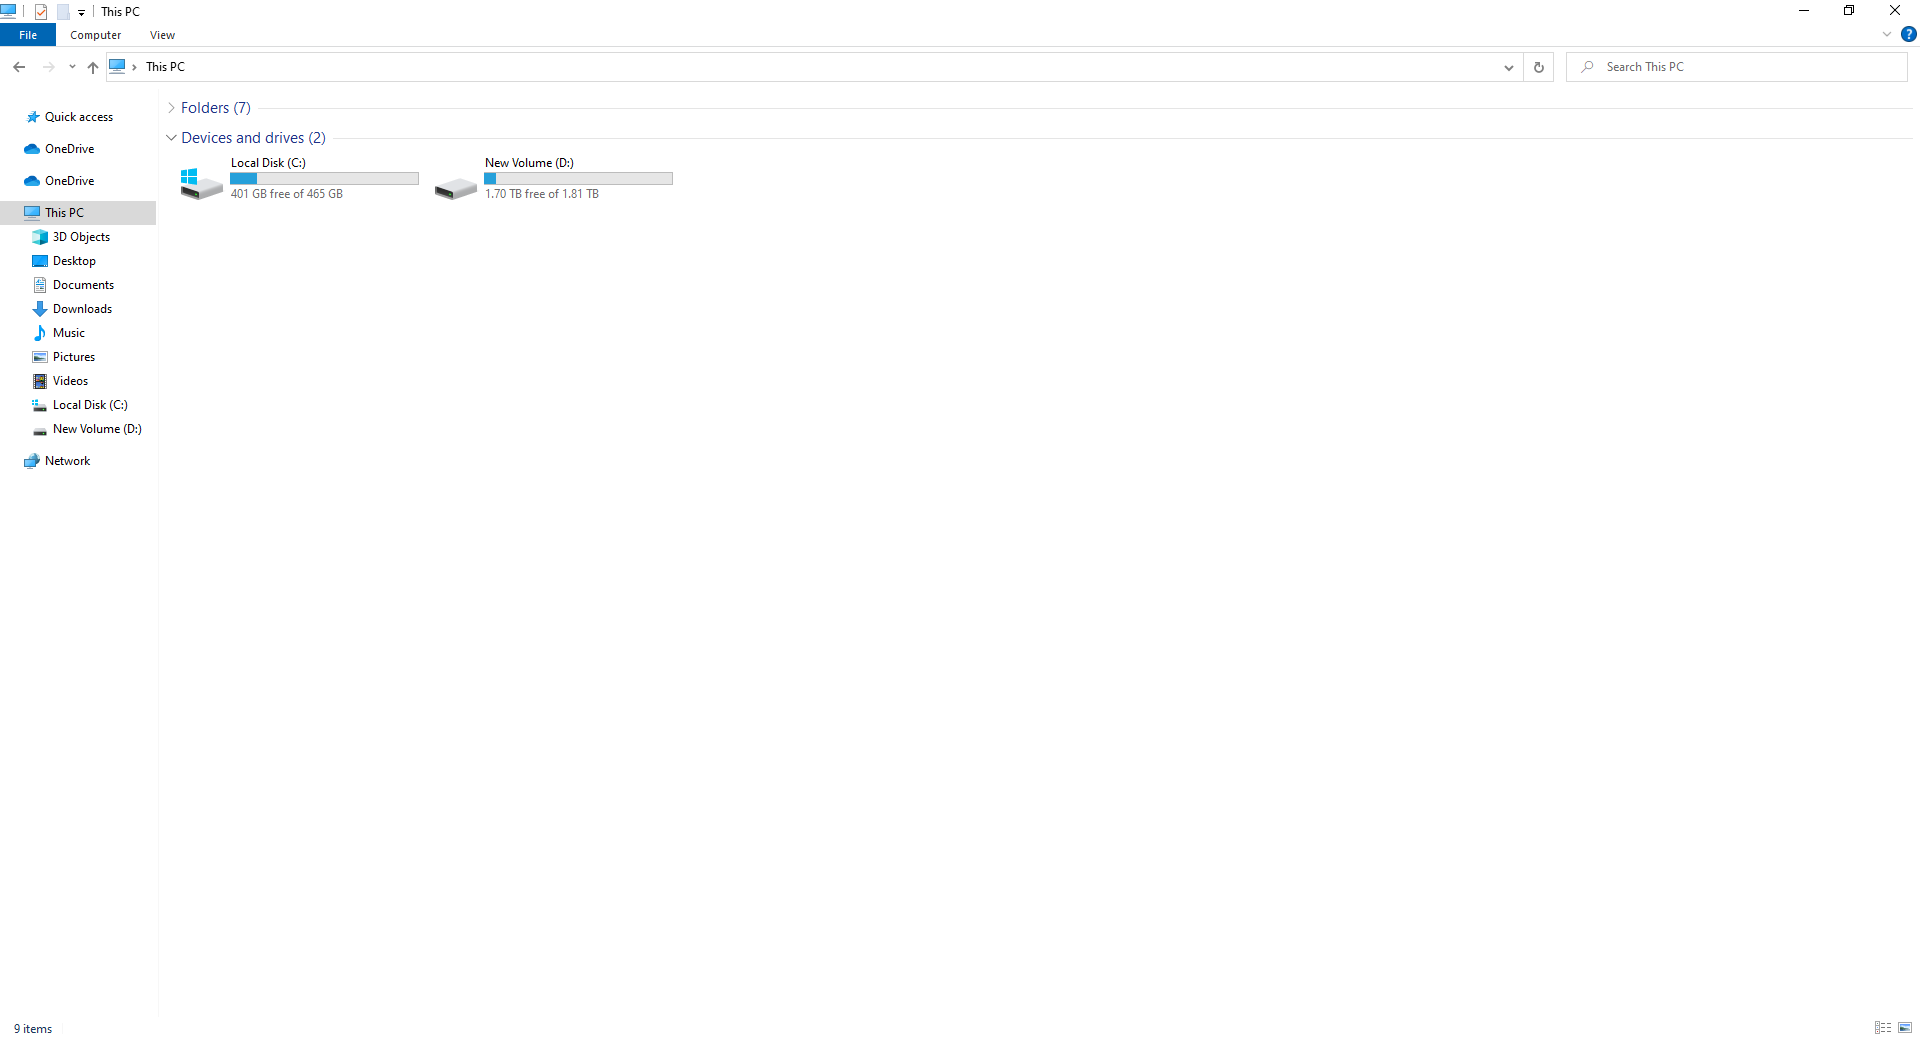 This PC
File Computer View
?
This PC
Search This PC
Quick access
OneDrive
OneDrive
This PC
3D Objects
Desktop
Documents
Downloads
Music
Pictures
Videos
Local Disk (C:)
New Volume (D:)
Network
Folders (7)
Devices and drives (2)
Local Disk (C:)
401 GB free of 465 GB
New Volume (D:)
1.70 TB free of 1.81 TB
9 items